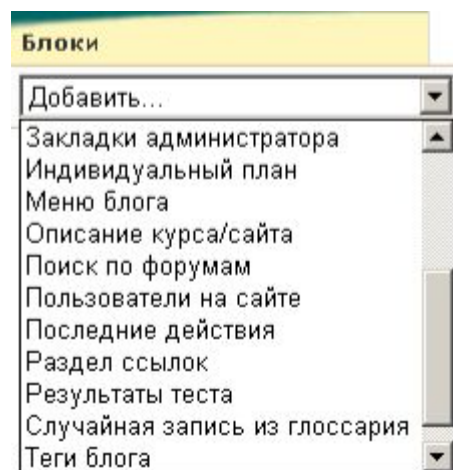 Блоки
Добавить...
Закладки администратора
Индивидуальный план
Меню блога
Описание курса/сайта
Поиск по форумам
Пользователи на сайте
Последние действия
Раздел ссылок
Результаты теста
Случайная запись из глоссария
Теги блога